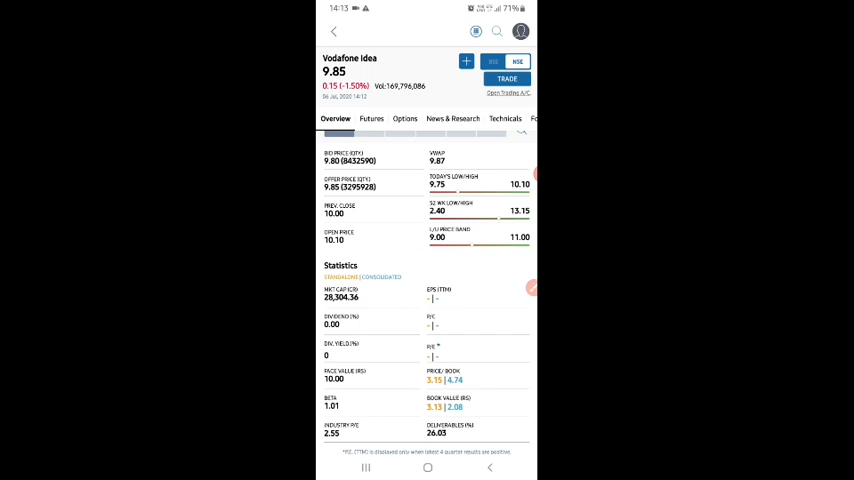 14:13 71%
Vodafone Idea
9.85
0.15 (-1.50%) Vol:169,796,086
06 Jul, 2020 14:12
BSE NSE
TRADE
Open Trading A/C.
Overview Futures Options News & Research Technicals Fo
BID PRICE (QTY.) VWAP
9.80 (8432590) 9.87
OFFER PRICE (QTY.) TODAY'S LOW/HIGH
9.85 (3295928) 9.75 10.10
PREV. CLOSE 52 WK LOW/HIGH
10.00 2.40 13.15
OPEN PRICE L/U PRICE BAND
10.10 9.00 11.00
Statistics
STANDALONE | CONSOLIDATED
MKT CAP (CR) EPS (TTM)
28,304.36 - | -
DIVIDEND (%) P/C
0.00 - | -
DIV. YIELD.(%) P/E *
0 - | -
FACE VALUE (RS) PRICE/ BOOK
10.00 3.15 | 4.74
BETA BOOK VALUE (RS)
1.01 3.13 | 2.08
INDUSTRY P/E DELIVERABLES (%)
2.55 26.03
*P.E. (TTM) is displayed only when latest 4 quarter results are positive.